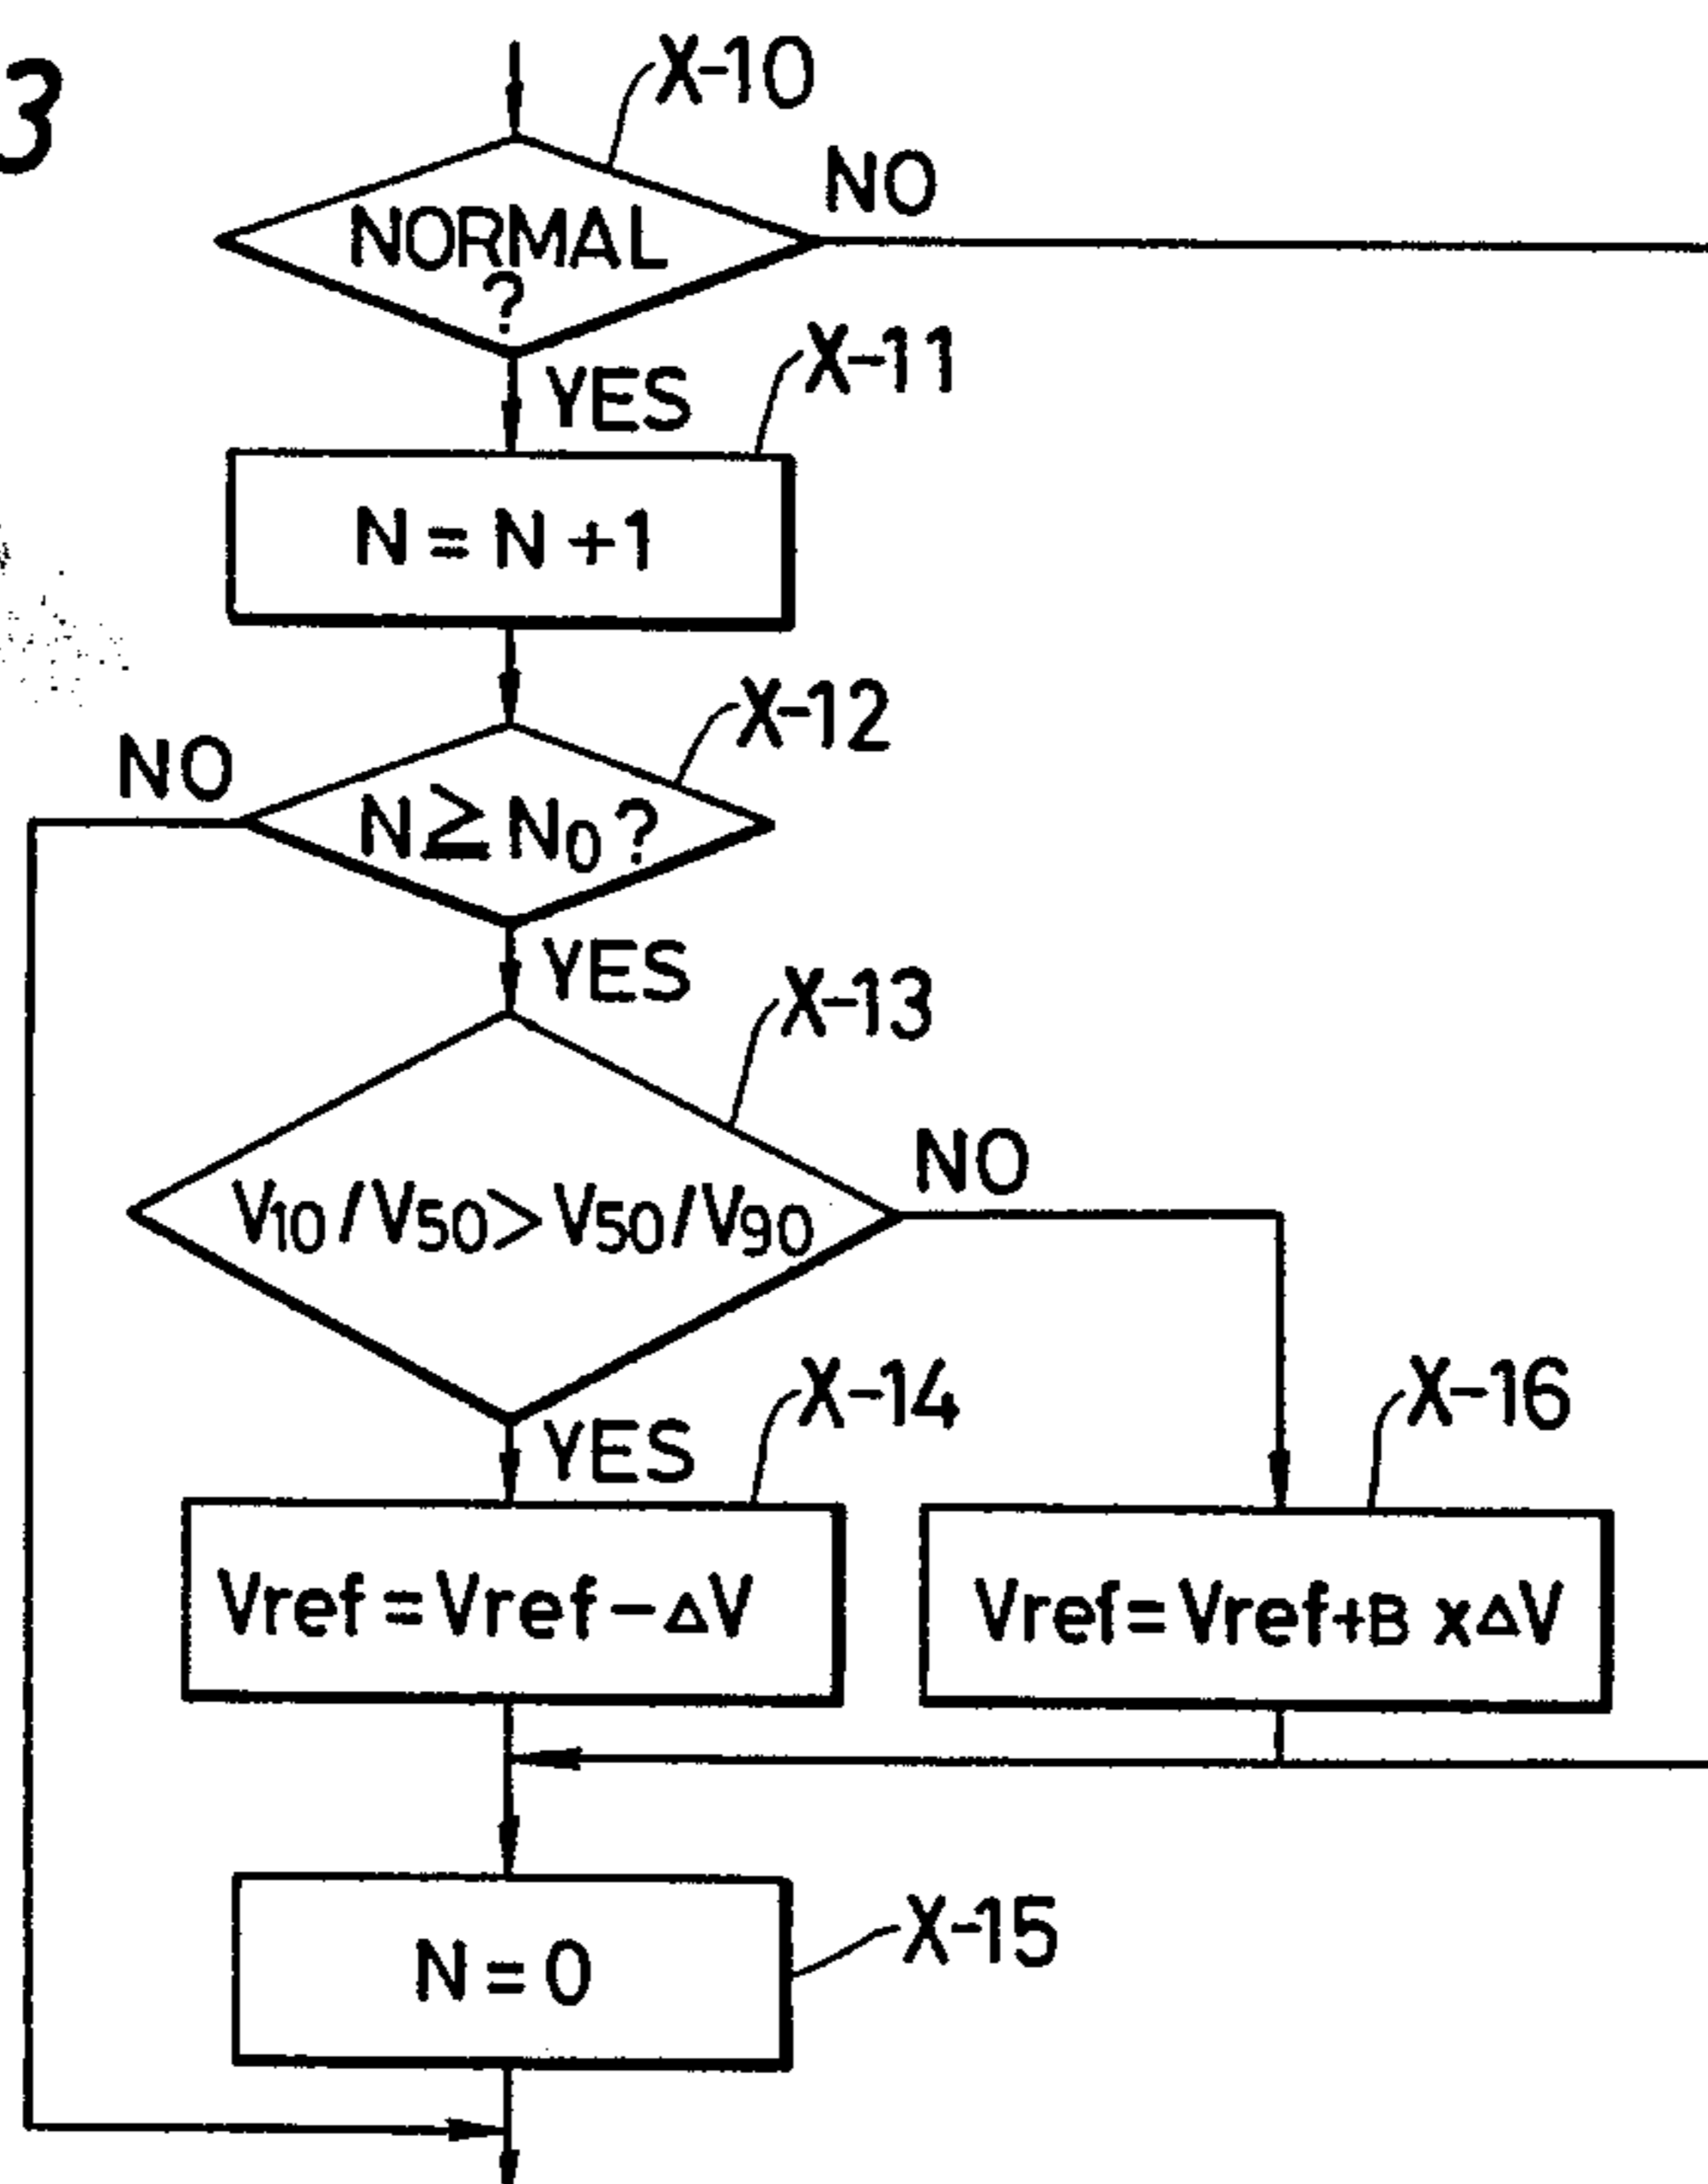 3
X-10
NO
NORMAL
?
X-11
YES
N = N + 1
X-12
NO
N ≧ N0 ?
YES
X-13
NO
V10 / V50 > V50 / V90
X-14
X-16
YES
Vref = Vref − ΔV
Vref = Vref + B x ΔV
N = 0
X-15